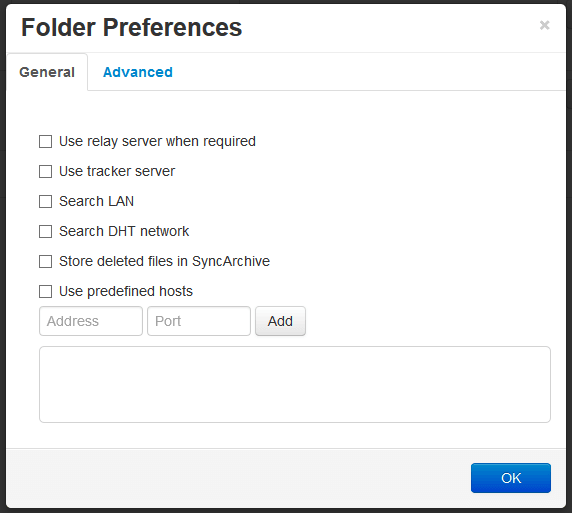 Folder Preferences ×
General Advanced
Use relay server when required
Use tracker server
Search LAN
Search DHT network
Store deleted files in SyncArchive
Use predefined hosts
Address Port Add
OK